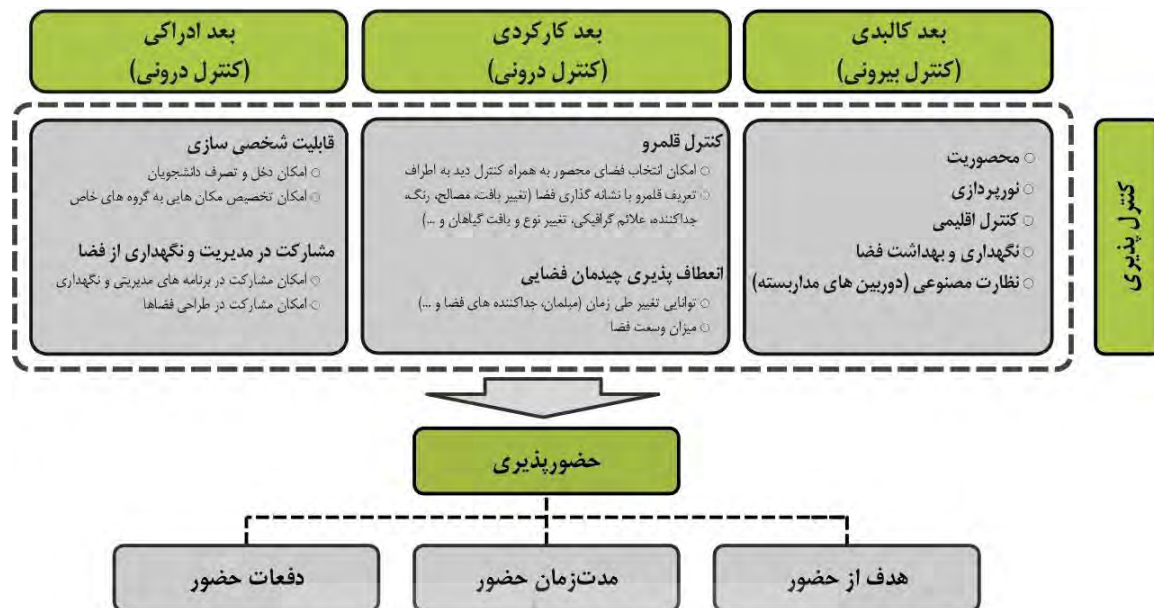 بعد کالبدی
(کنترل بیرونی)
بعد کارکردی
(کنترل درونی)
بعد ادراکی
(کنترل درونی)
کنترل پذیری
○ محصوریت
○ نورپردازی
○ کنترل اقلیمی
○ نگهداری و بهداشت فضا
○ نظارت مصنوعی (دوربین های مداربسته)
کنترل قلمرو
○ امکان انتخاب فضای محصور به همراه کنترل دید به اطراف
○ تعریف قلمرو با نشانه گذاری فضا (تغییر بافت، مصالح، رنگ،
جداکننده، علائم گرافیکی، تغییر نوع و بافت گیاهان و ...)
انعطاف پذیری چیدمان فضایی
○ توانایی تغییر طی زمان (مبلمان، جداکننده های فضا و ...)
○ میزان وسعت فضا
قابلیت شخصی سازی
○ امکان دخل و تصرف دانشجویان
○ امکان تخصیص مکان هایی به گروه های خاص
مشارکت در مدیریت و نگهداری از فضا
○ امکان مشارکت در برنامه های مدیریتی و نگهداری
○ امکان مشارکت در طراحی فضاها
حضورپذیری
هدف از حضور
مدت‌زمان حضور
دفعات حضور